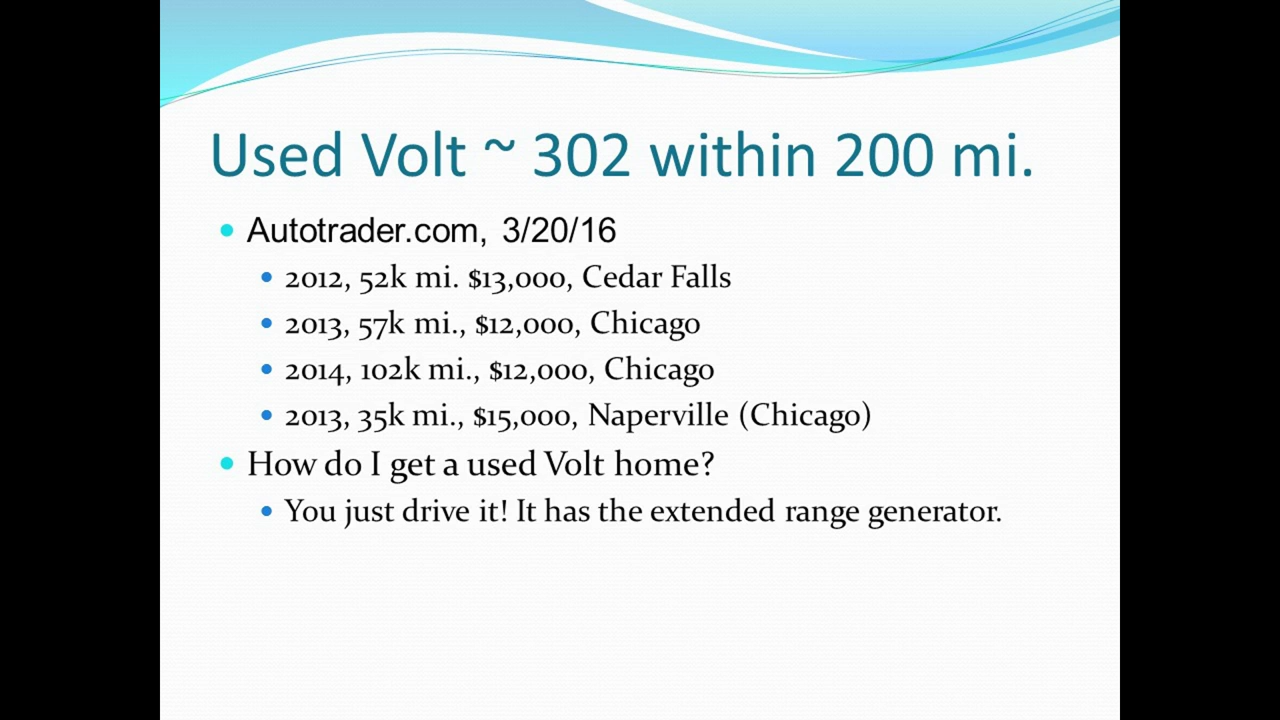 Used Volt ~ 302 within 200 mi.
Autotrader.com, 3/20/16
2012, 52k mi. $13,000, Cedar Falls
2013, 57k mi., $12,000, Chicago
2014, 102k mi., $12,000, Chicago
2013, 35k mi., $15,000, Naperville (Chicago)
How do I get a used Volt home?
You just drive it! It has the extended range generator.